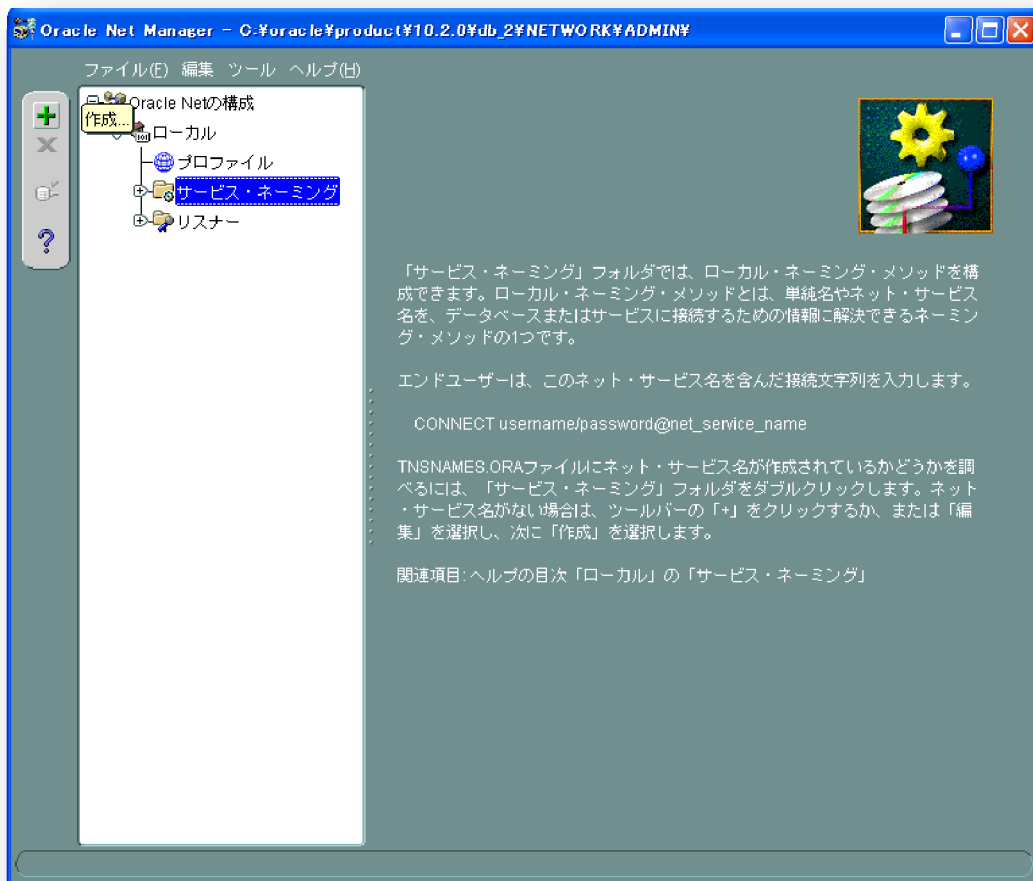 Oracle Net Manager - C:¥oracle¥product¥10.2.0¥db_2¥NETWORK¥ADMIN¥
ファイル(F) 編集 ツール ヘルプ(H)
Oracle Netの構成
作成...
ローカル
プロファイル
サービス・ネーミング
リスナー
「サービス・ネーミング」フォルダでは、ローカル・ネーミング・メソッドを構
成できます。ローカル・ネーミング・メソッドとは、単純名やネット・サービス
名を、データベースまたはサービスに接続するための情報に解決できるネーミン
グ・メソッドの1つです。
エンドユーザーは、このネット・サービス名を含んだ接続文字列を入力します。
CONNECT username/password@net_service_name
TNSNAMES.ORAファイルにネット・サービス名が作成されているかどうかを調
べるには、「サービス・ネーミング」フォルダをダブルクリックします。ネット
・サービス名がない場合は、ツールバーの「+」をクリックするか、または「編
集」を選択し、次に「作成」を選択します。
関連項目: ヘルプの目次「ローカル」の「サービス・ネーミング」